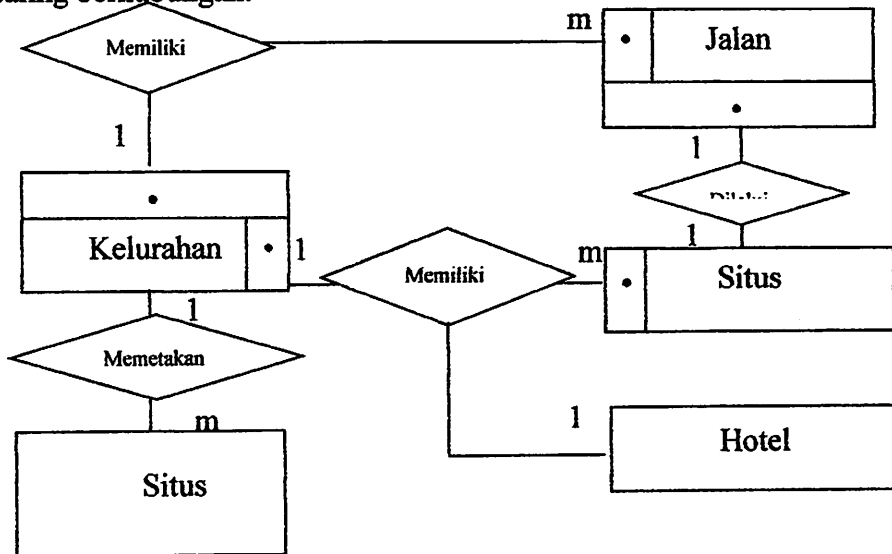 Memiliki
m
Jalan
1
1
Kelurahan
1
Memiliki
m
1
Situs
1
Memetakan
m
1
Hotel
Situs